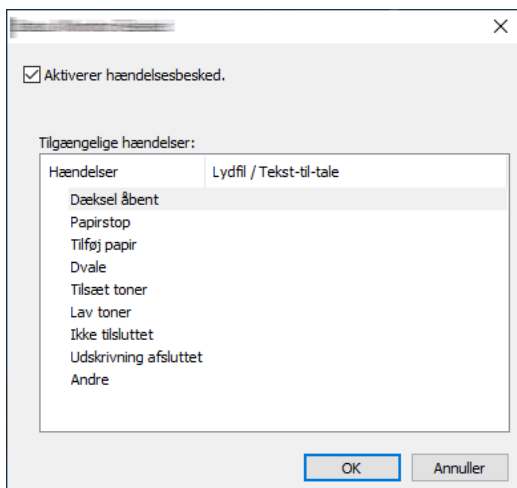 Aktiverer hændelsesbesked.
Tilgængelige hændelser:
Hændelser Lydfil / Tekst-til-tale
Dæksel åbent
Papirstop
Tilføj papir
Dvale
Tilsæt toner
Lav toner
Ikke tilsluttet
Udskrivning afsluttet
Andre
OK Annuller